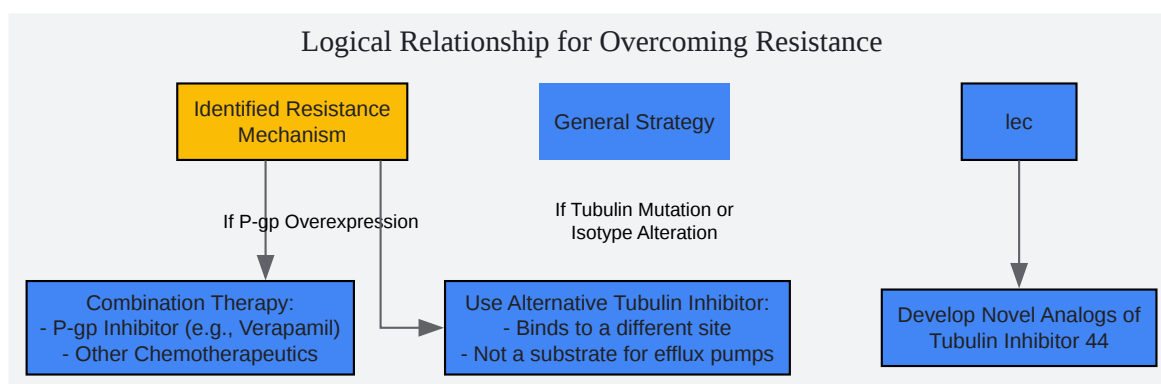 Logical Relationship for Overcoming Resistance
Identified Resistance
Mechanism
General Strategy
lec
If P-gp Overexpression
If Tubulin Mutation or
Isotype Alteration
Combination Therapy:
- P-gp Inhibitor (e.g., Verapamil)
- Other Chemotherapeutics
Use Alternative Tubulin Inhibitor:
- Binds to a different site
- Not a substrate for efflux pumps
Develop Novel Analogs of
Tubulin Inhibitor 44